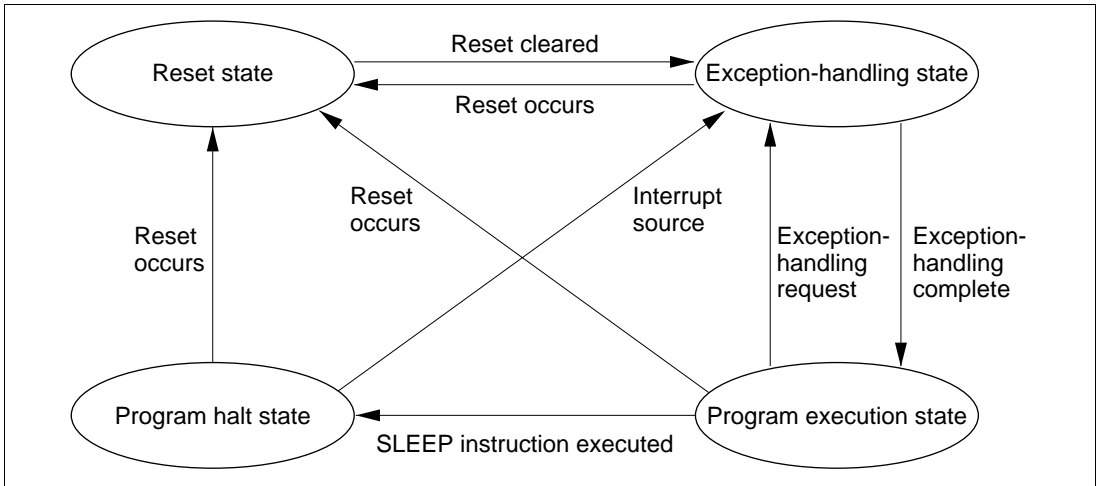 Reset cleared
Reset state
Exception-handling state
Reset occurs
Reset
occurs
Interrupt
source
Reset
occurs
Exception-
handling
request
Exception-
handling
complete
Program halt state
Program execution state
SLEEP instruction executed